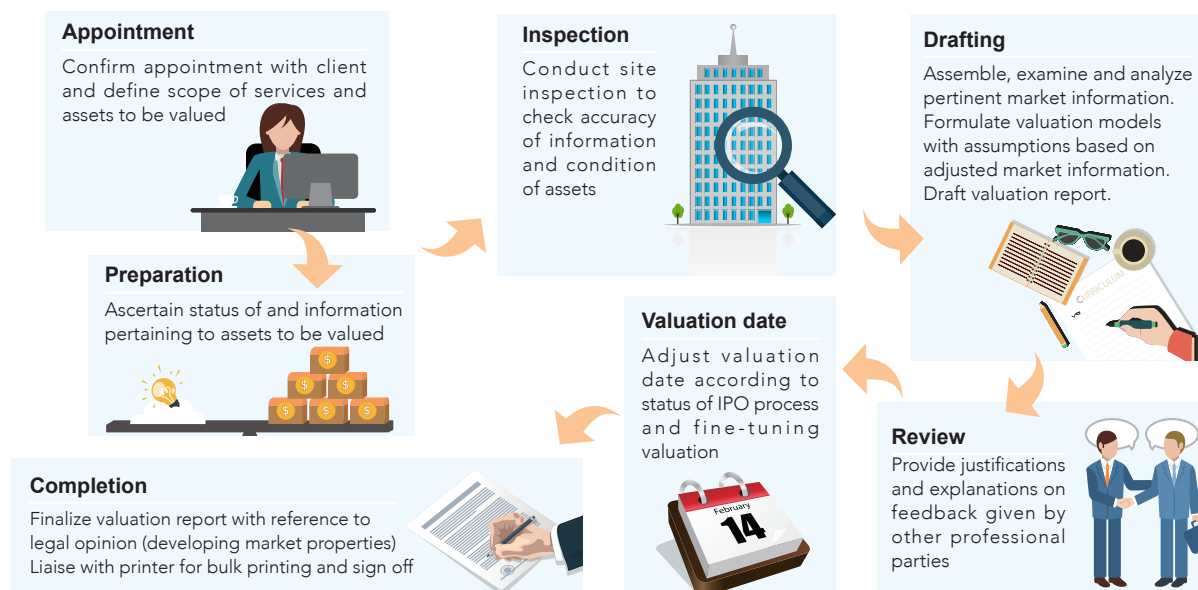 Appointment
Confirm appointment with client
and define scope of services and
assets to be valued
Preparation
Ascertain status of and information
pertaining to assets to be valued
$
$ $
$ $ $
Inspection
Conduct site
inspection to
check accuracy
of information
and condition
of assets
Drafting
Assemble, examine and analyze
pertinent market information.
Formulate valuation models
with assumptions based on
adjusted market information.
Draft valuation report.
CURRICULUM
Review
Provide justifications
and explanations on
feedback given by
other professional
parties
Valuation date
Adjust valuation
date according to
status of IPO process
and fine-tuning
valuation
February
14
Completion
Finalize valuation report with reference to
legal opinion (developing market properties)
Liaise with printer for bulk printing and sign off